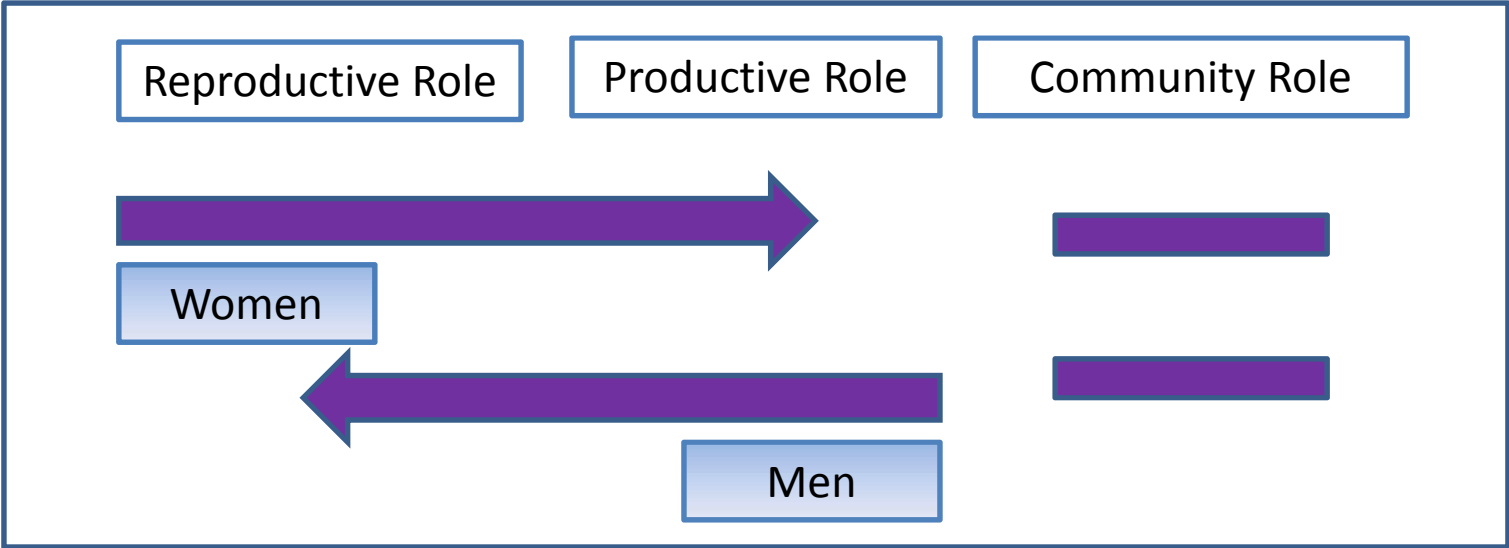 Reproductive Role
Productive Role
Community Role
Women
Men